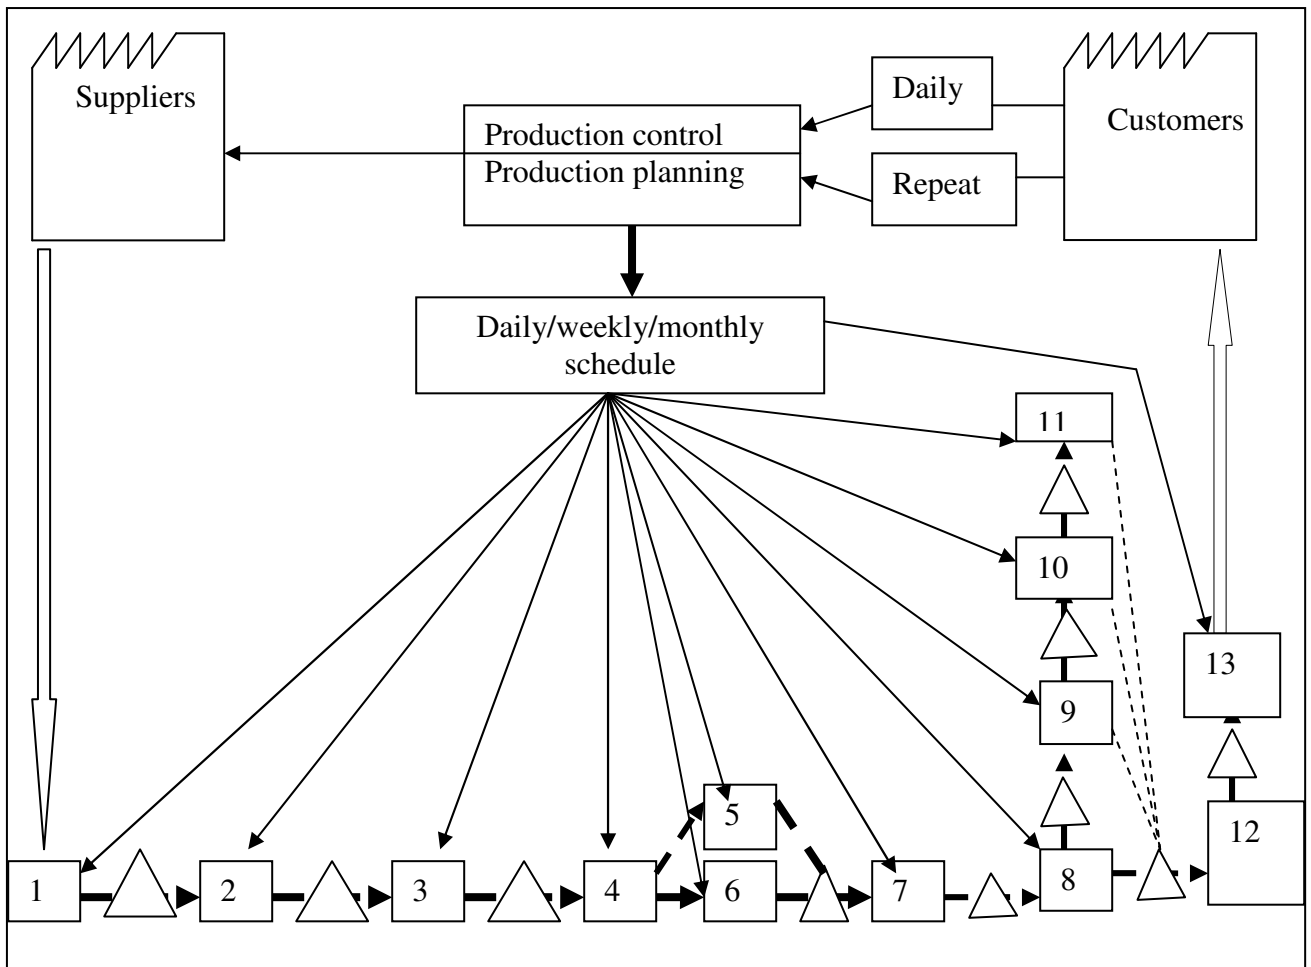 Suppliers
Daily
Customers
Production control
Production planning
Repeat
Daily/weekly/monthly
schedule
11
10
13
9
5
12
1
2
3
4
6
7
8